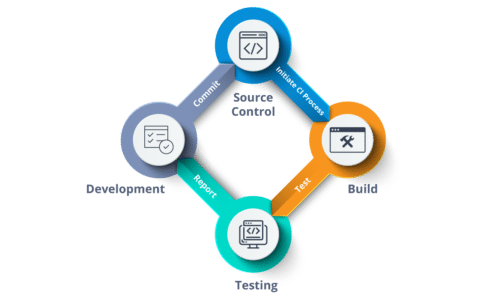 Commit
Initiate CI Process
Source
Control
Development
Build
Report
Test
Testing